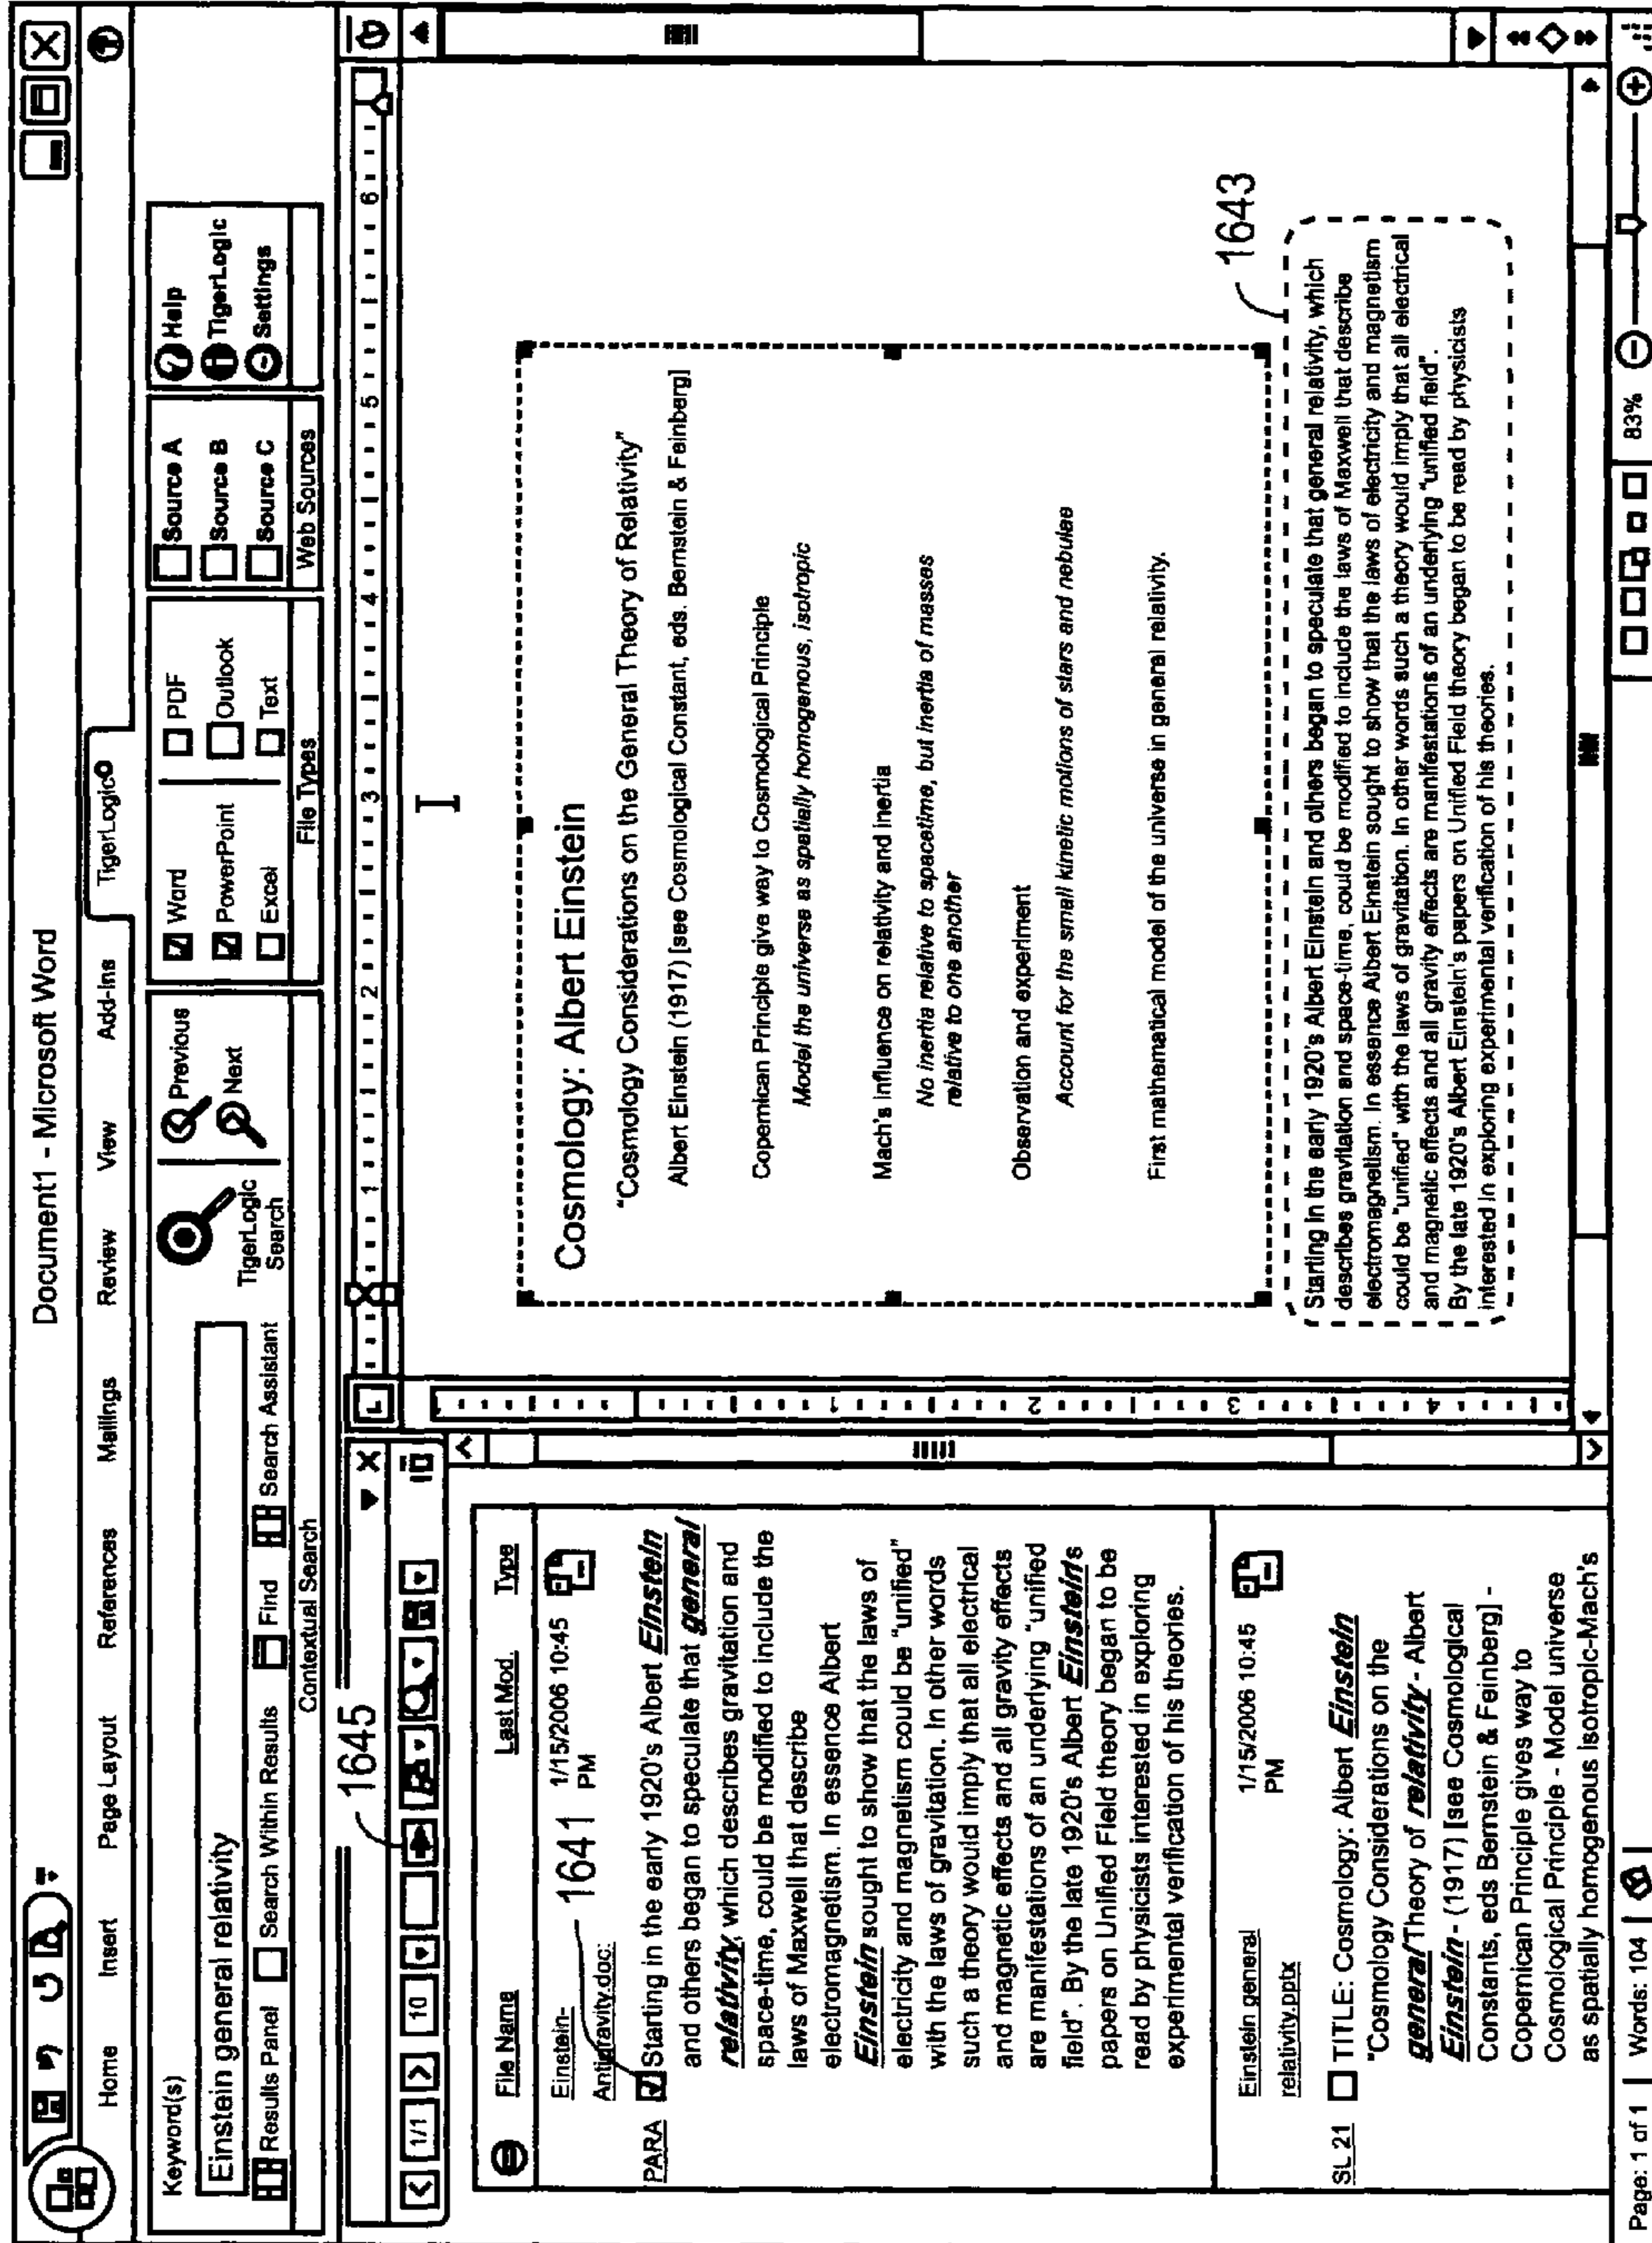 Document1 - Microsoft Word
Home Insert Page Layout References Mailings Review View Add-Ins TigerLogic
Keyword(s)
Einstein general relativity
Results Panel Search Within Results Find Search Assistant
Contextual Search
TigerLogic
Search
Previous
Next
Word
PowerPoint
Excel
PDF
Outlook
Text
File Types
Source A
Source B
Source C
Web Sources
Help
TigerLogic
Settings
1645
1/1 10
File Name Last Mod. Type
Einstein-
Antigravity.doc:
1641
1/15/2006 10:45
PM
PARA Starting in the early 1920's Albert Einstein
and others began to speculate that general
relativity, which describes gravitation and
space-time, could be modified to include the
laws of Maxwell that describe
electromagnetism. In essence Albert
Einstein sought to show that the laws of
electricity and magnetism could be "unified"
with the laws of gravitation. In other words
such a theory would imply that all electrical
and magnetic effects and all gravity effects
are manifestations of an underlying "unified
field". By the late 1920's Albert Einstein's
papers on Unified Field theory began to be
read by physicists interested in exploring
experimental verification of his theories.
Einstein general
relativity.pptx
1/15/2006 10:45
PM
SL 21 TITLE: Cosmology: Albert Einstein
"Cosmology Considerations on the
general Theory of relativity - Albert
Einstein - (1917) [see Cosmological
Constants, eds Bernstein & Feinberg] -
Copernican Principle gives way to
Cosmological Principle - Model universe
as spatially homogenous isotropic-Mach's
1 1 2 3 4 5 6
1 2 3 4
Cosmology: Albert Einstein
"Cosmology Considerations on the General Theory of Relativity"
Albert Einstein (1917) [see Cosmological Constant, eds. Bernstein & Feinberg]
Copernican Principle give way to Cosmological Principle
Model the universe as spatially homogenous, isotropic
Mach's influence on relativity and inertia
No inertia relative to spacetime, but inertia of masses
relative to one another
Observation and experiment
Account for the small kinetic motions of stars and nebulae
First mathematical model of the universe in general relativity.
1643
Starting in the early 1920's Albert Einstein and others began to speculate that general relativity, which
describes gravitation and space-time, could be modified to include the laws of Maxwell that describe
electromagnetism. In essence Albert Einstein sought to show that the laws of electricity and magnetism
could be "unified" with the laws of gravitation. In other words such a theory would imply that all electrical
and magnetic effects and all gravity effects are manifestations of an underlying "unified field".
By the late 1920's Albert Einstein's papers on Unified Field theory began to be read by physicists
interested in exploring experimental verification of his theories.
Page: 1 of 1 Words: 104
83%